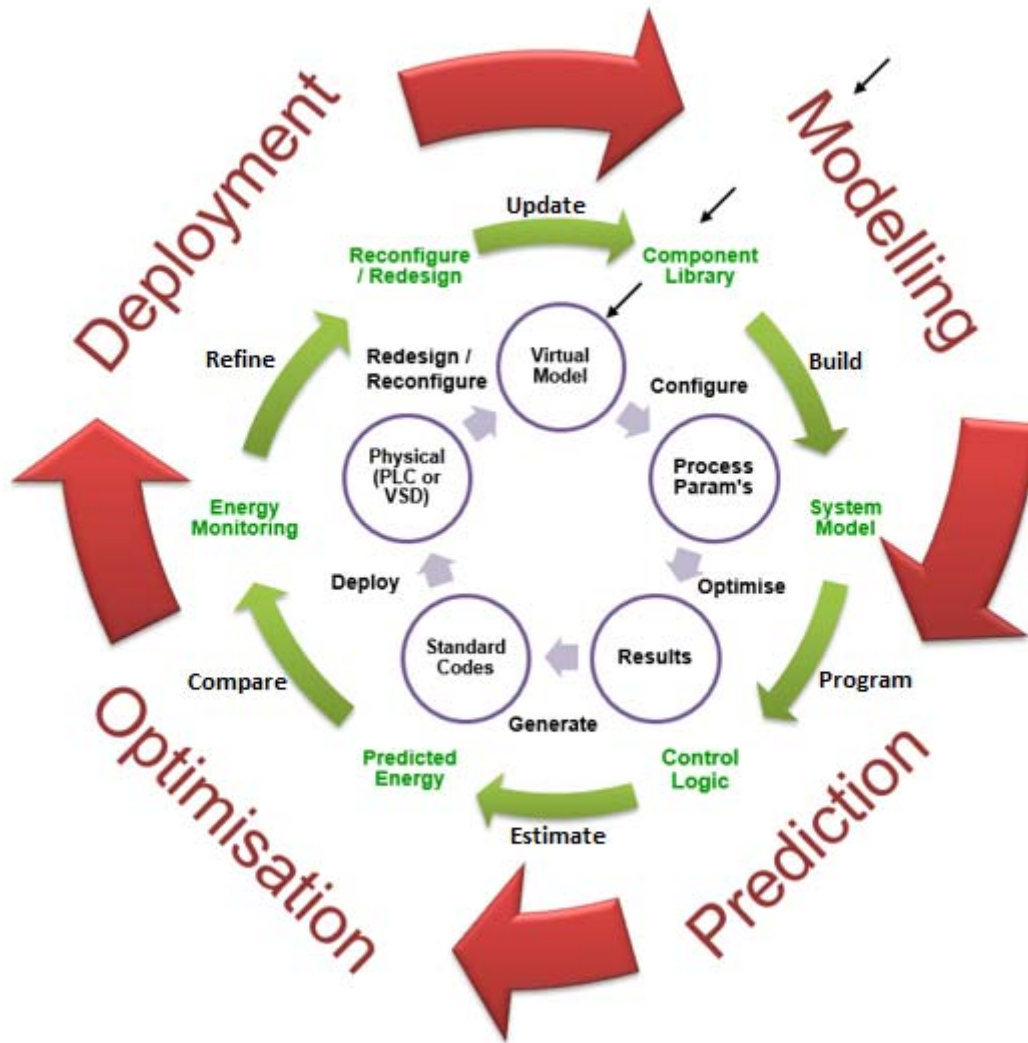 Deployment
Modelling
Update
Reconfigure
/ Redesign
Component
Library
Refine
Redesign /
Reconfigure
Virtual
Model
Configure
Build
Physical
(PLC or
VSD)
Process
Param's
Energy
Monitoring
System
Model
Deploy
Optimise
Standard
Codes
Results
Compare
Program
Generate
Predicted
Energy
Control
Logic
Estimate
Optimisation
Prediction